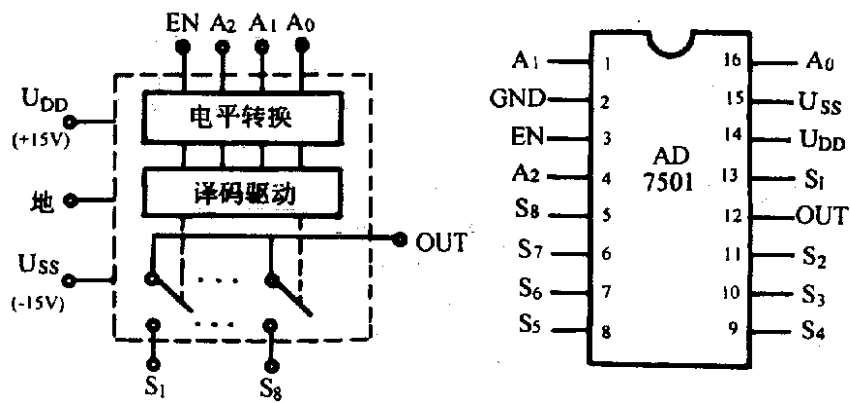 EN A2 A1 A0
UDD
(+15V)
电平转换
地
译码驱动
OUT
USS
(-15V)
S1 S8
A1 1 16 A0
GND 2 15 USS
EN 3 14 UDD
AD
7501
A2 4 13 S1
S8 5 12 OUT
S7 6 11 S2
S6 7 10 S3
S5 8 9 S4